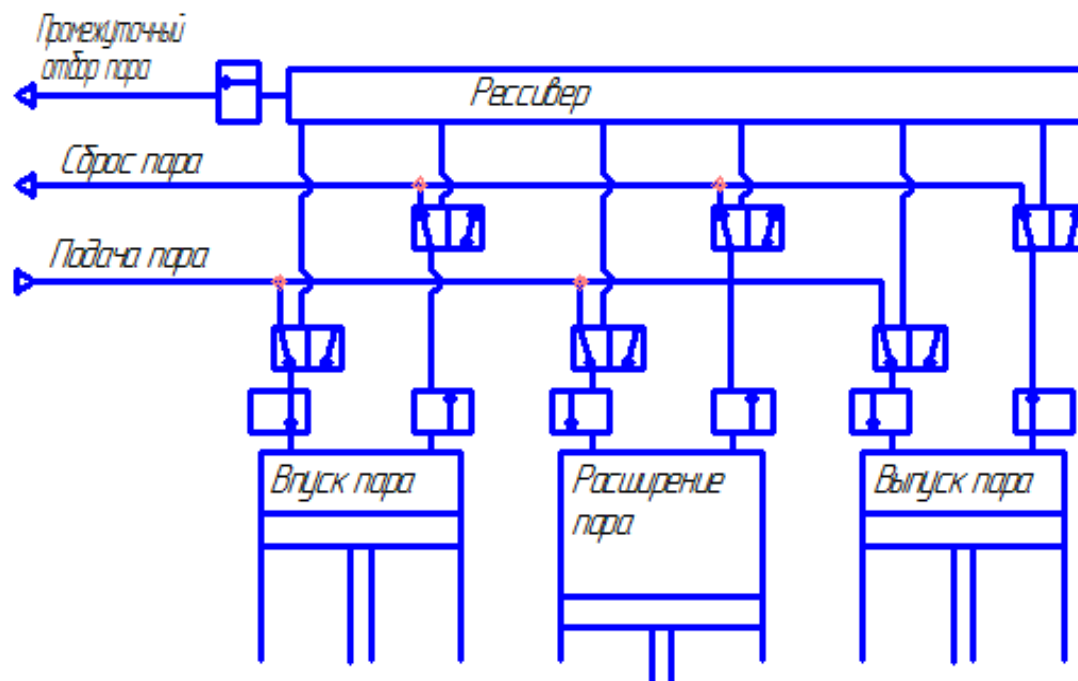 Промежуточный
отбор пара
Рессивер
Сброс пара
Подача пара
Впуск пара
Расширение
пара
Выпуск пара